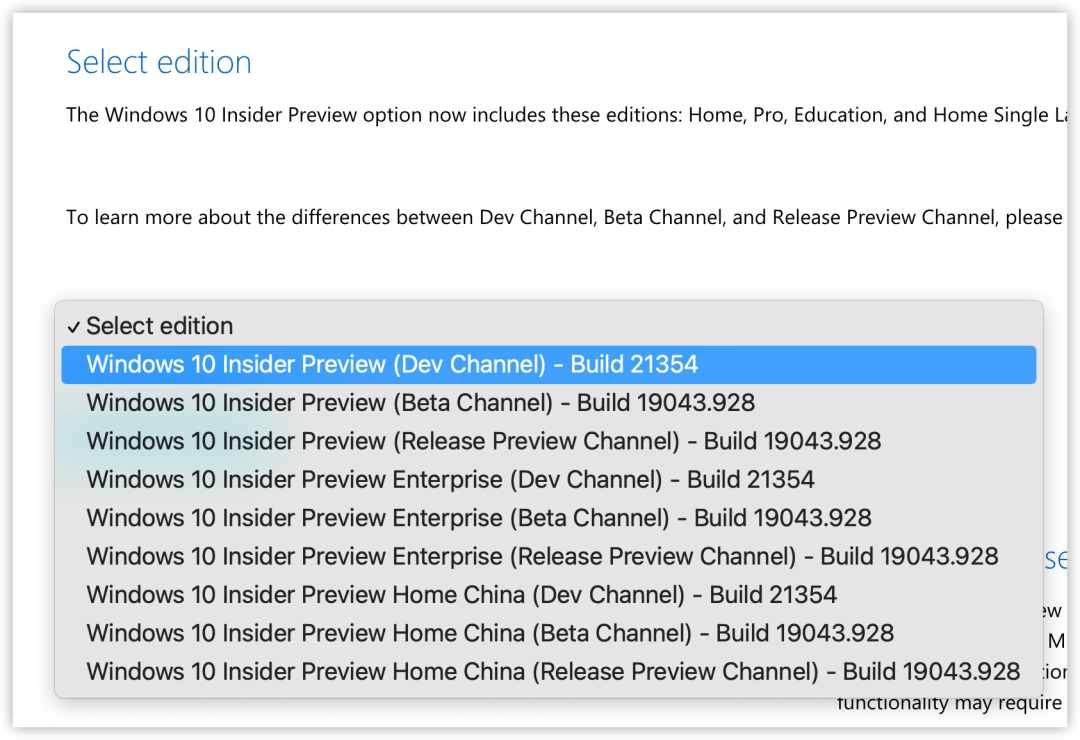 Select edition
The Windows 10 Insider Preview option now includes these editions: Home, Pro, Education, and Home Single
To learn more about the differences between Dev Channel, Beta Channel, and Release Preview Channel, please
✓ Select edition
Windows 10 Insider Preview (Dev Channel) - Build 21354
Windows 10 Insider Preview (Beta Channel) - Build 19043.928
Windows 10 Insider Preview (Release Preview Channel) - Build 19043.928
Windows 10 Insider Preview Enterprise (Dev Channel) - Build 21354
Windows 10 Insider Preview Enterprise (Beta Channel) - Build 19043.928
Windows 10 Insider Preview Enterprise (Release Preview Channel) - Build 19043.928
Windows 10 Insider Preview Home China (Dev Channel) - Build 21354
Windows 10 Insider Preview Home China (Beta Channel) - Build 19043.928
Windows 10 Insider Preview Home China (Release Preview Channel) - Build 19043.928
functionality may require